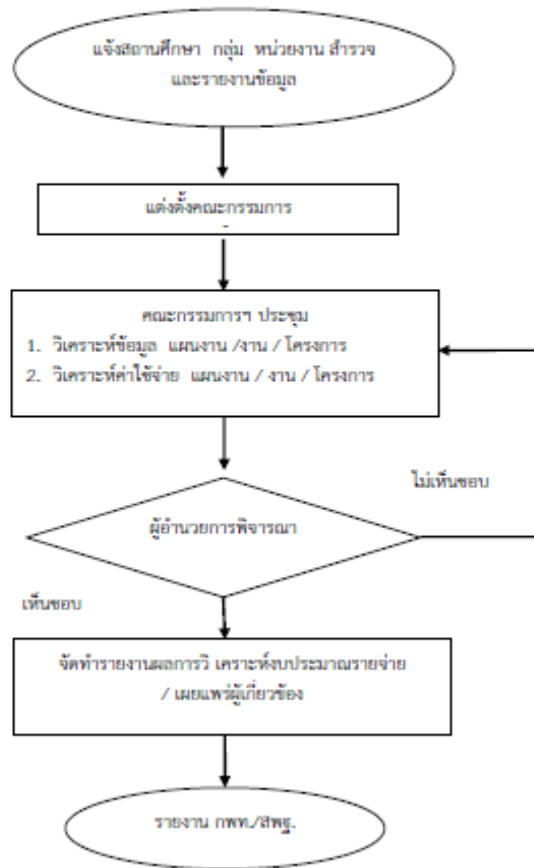 แจ้งสถานศึกษา กลุ่ม หน่วยงาน สำรวจ
และรายงานข้อมูล
แต่งตั้งคณะกรรมการ
-
คณะกรรมการฯ ประชุม
1. วิเคราะห์ข้อมูล แผนงาน /งาน / โครงการ
2. วิเคราะห์ค่าใช้จ่าย แผนงาน / งาน / โครงการ
ไม่เห็นชอบ
ผู้อำนวยการพิจารณา
เห็นชอบ
จัดทำรายงานผลการวิ เคราะห์งบประมาณรายจ่าย
/ เผยแพร่ผู้เกี่ยวข้อง
รายงาน กพท./สพฐ.